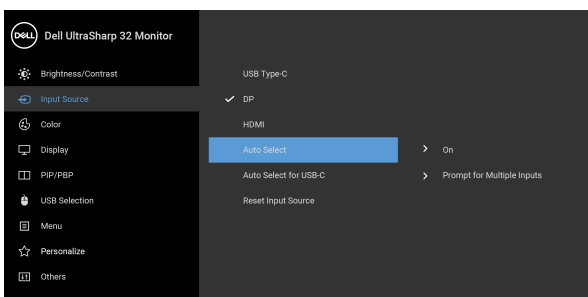 DELL Dell UltraSharp 32 Monitor
Brightness/Contrast
USB Type-C
Input Source
DP
Color
HDMI
Display
Auto Select
On
PIP/PBP
Auto Select for USB-C
Prompt for Multiple Inputs
USB Selection
Reset Input Source
Menu
Personalize
Others